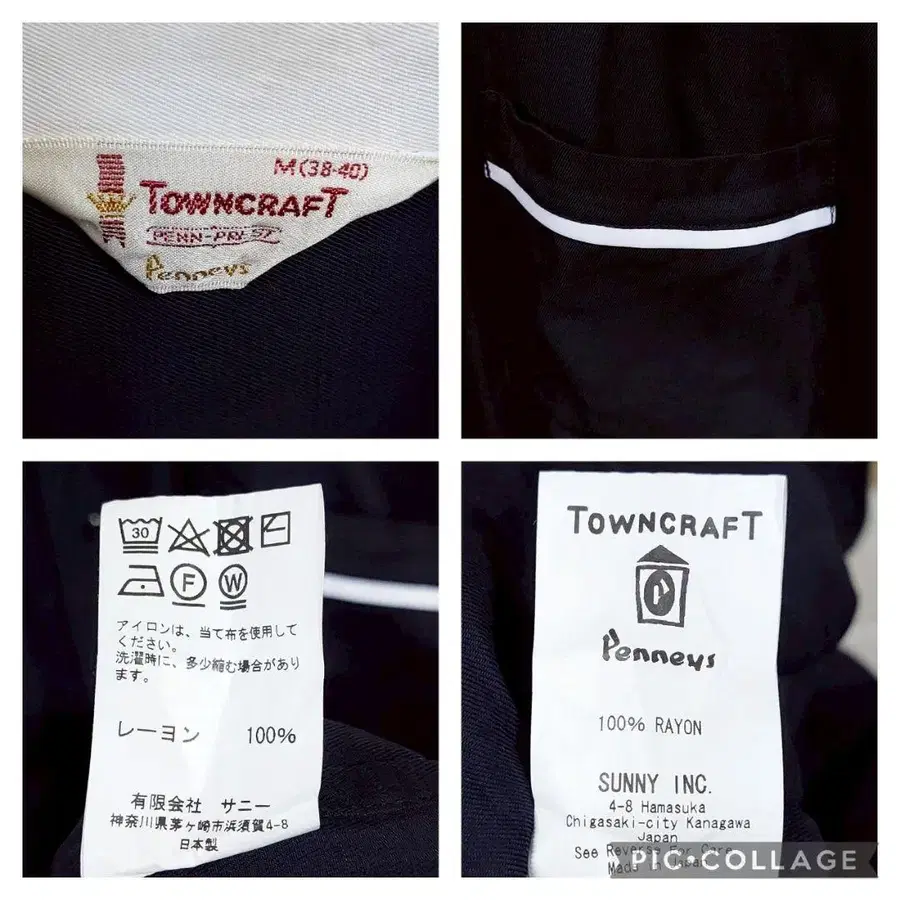 M(38-40)
TOWNCRAFT
PENN-PREST
Penneys
30
F
W
アイロンは、当て布を使用して
ください。
洗濯時に、多少縮む場合があり
ます。
レーヨン 100%
有限会社 サニー
神奈川県茅ヶ崎市浜須賀4-8
日本製
TOWNCRAFT
P
Penneys
100% RAYON
SUNNY INC.
4-8 Hamasuka
Chigasaki-city Kanagawa
Japan
See Reverse For Care
Made in Japan
PIC•COLLAGE